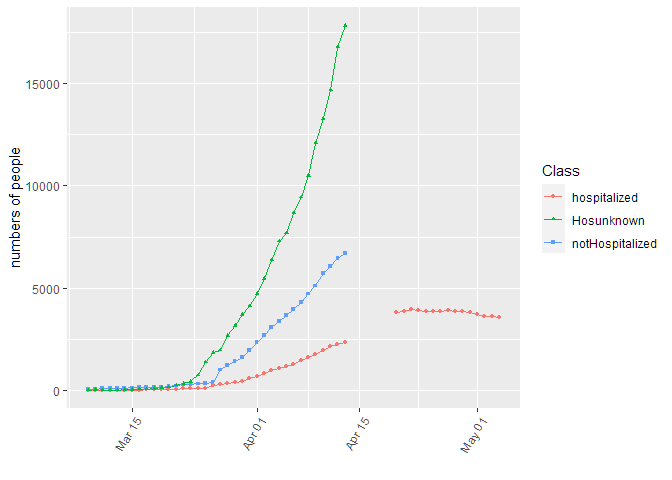 15000
10000
5000
0
numbers of people
Mar 15
Apr 01
Apr 15
May 01
Class
hospitalized
Hosunknown
notHospitalized